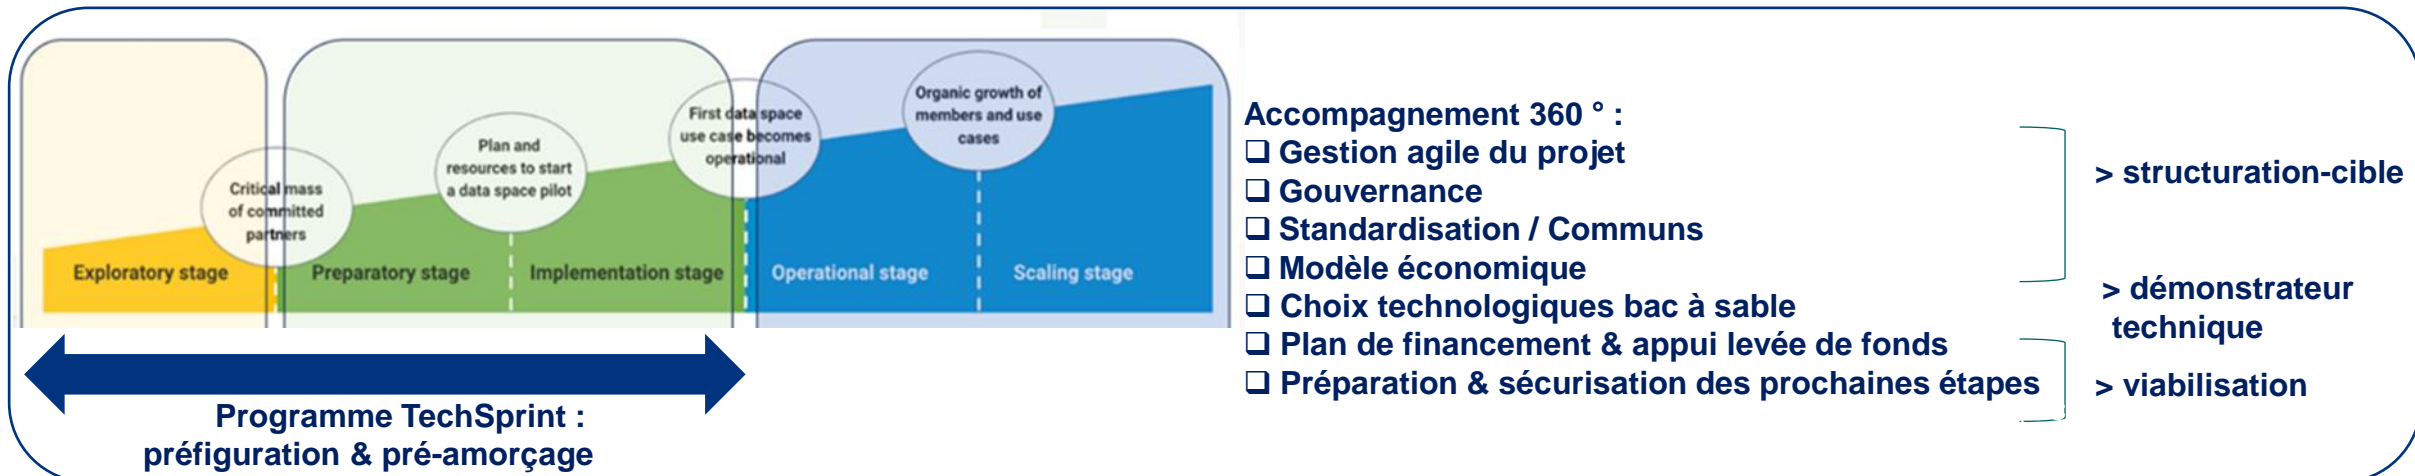 Critical mass
of committed
partners
Plan and
resources to start
a data space pilot
First data space
use case becomes
operational
Organic growth of
members and use
cases
Exploratory stage
Preparatory stage
Implementation stage
Operational stage
Scaling stage
Programme TechSprint :
préfiguration & pré-amorçage
Accompagnement 360 ° :
❑ Gestion agile du projet
❑ Gouvernance
❑ Standardisation / Communs
❑ Modèle économique
❑ Choix technologiques bac à sable
❑ Plan de financement & appui levée de fonds
❑ Préparation & sécurisation des prochaines étapes
> structuration-cible
> démonstrateur
technique
> viabilisation